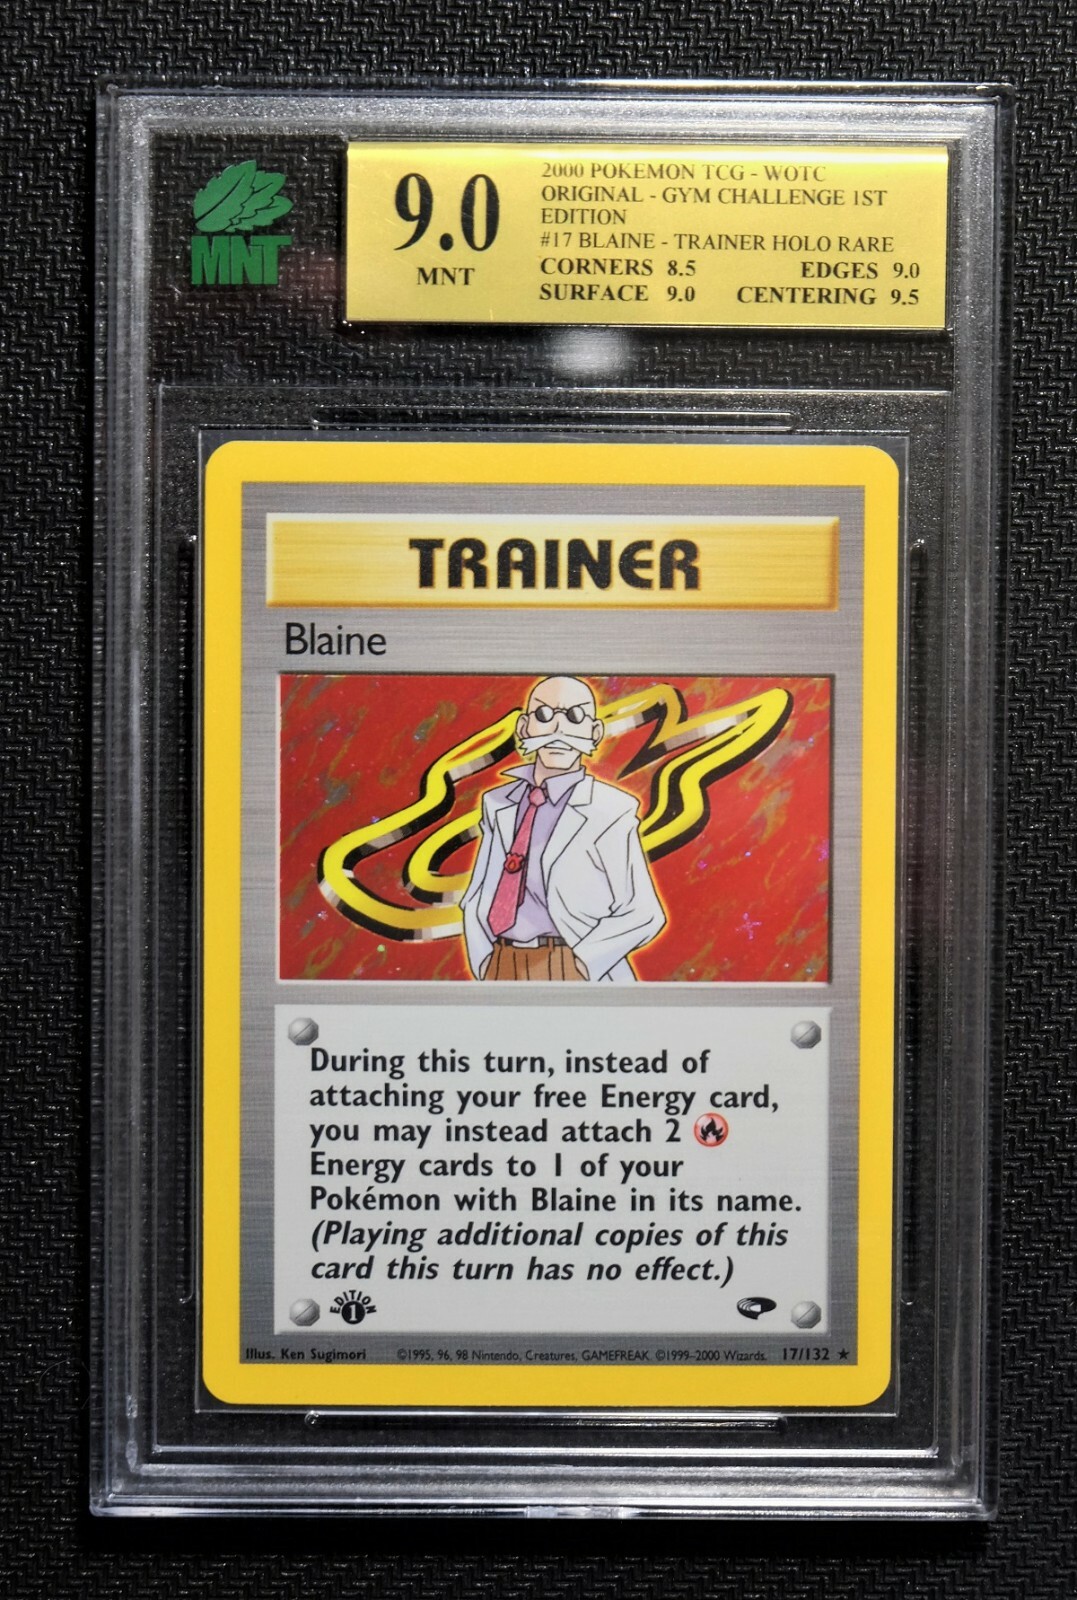 MNT
9.0
MNT
2000 POKEMON TCG - WOTC
ORIGINAL - GYM CHALLENGE 1ST
EDITION
#17 BLAINE - TRAINER HOLO RARE
CORNERS 8.5 EDGES 9.0
SURFACE 9.0 CENTERING 9.5
TRAINER
Blaine
During this turn, instead of
attaching your free Energy card,
you may instead attach 2
Energy cards to 1 of your
Pokémon with Blaine in its name.
(Playing additional copies of this
card this turn has no effect.)
EDITION 1
Illus. Ken Sugimori ©1995, 96, 98 Nintendo, Creatures, GAMEFREAK. ©1999-2000 Wizards. 17/132 ★